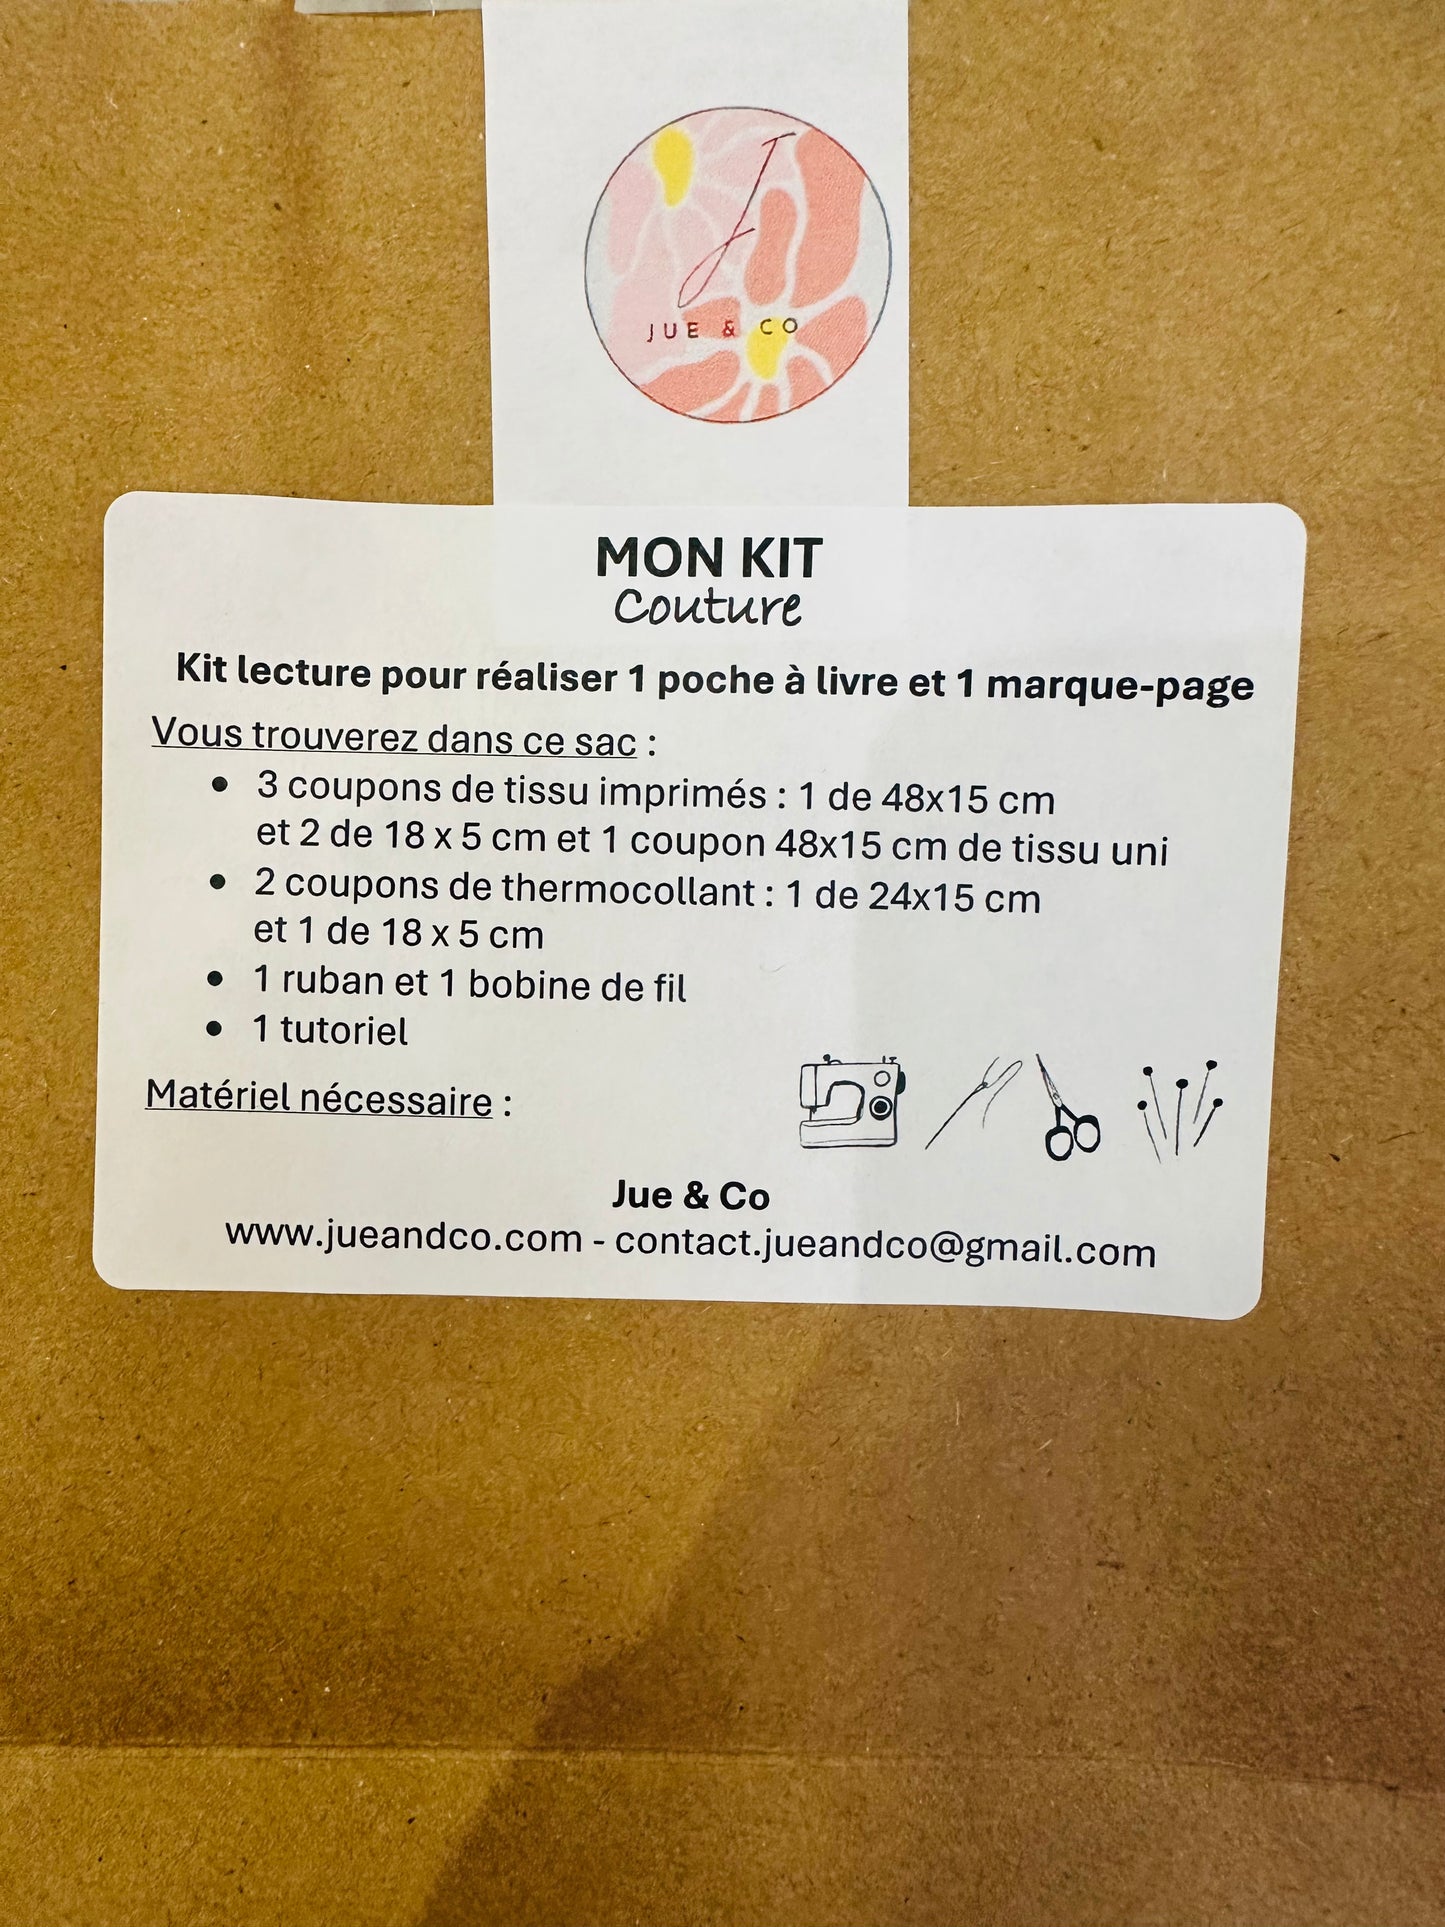 J
JUE & CO
MON KIT
Couture
Kit lecture pour réaliser 1 poche à livre et 1 marque-page
Vous trouverez dans ce sac :
• 3 coupons de tissu imprimés : 1 de 48x15 cm
et 2 de 18 x 5 cm et 1 coupon 48x15 cm de tissu uni
• 2 coupons de thermocollant : 1 de 24x15 cm
et 1 de 18 x 5 cm
• 1 ruban et 1 bobine de fil
• 1 tutoriel
Matériel nécessaire :
Jue & Co
www.jueandco.com - contact.jueandco@gmail.com